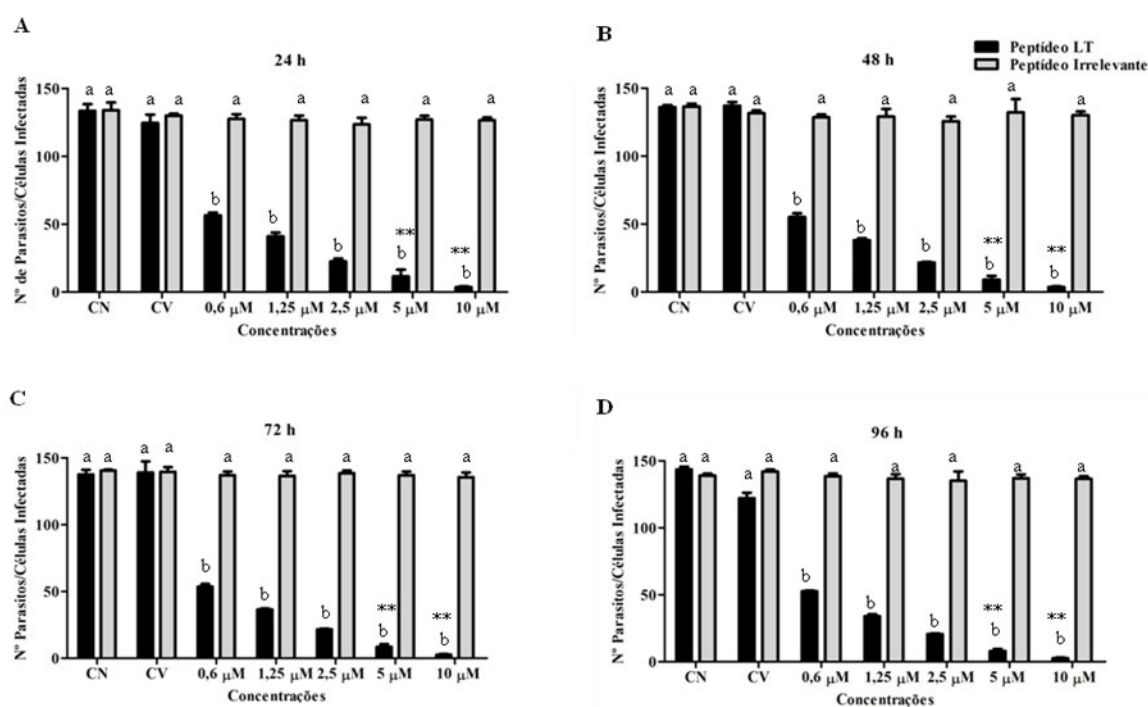 A
24 h
a a a a a a a a a
b b b ** b ** b
150
100
50
0
Nº de Parasitos/Células Infectadas
CN CV 0,6 µM 1,25 µM 2,5 µM 5 µM 10 µM
Concentrações
B
48 h
Peptídeo LT
Peptídeo Irrelevante
a a a a a a a a a
b b b ** b ** b
150
100
50
0
Nº Parasitos/Células Infectadas
CN CV 0,6 µM 1,25 µM 2,5 µM 5 µM 10 µM
Concentrações
C
72 h
a a a a a a a a a
b b b ** b ** b
150
100
50
0
Nº Parasitos/Células Infectadas
CN CV 0,6 µM 1,25 µM 2,5 µM 5 µM 10 µM
Concentrações
D
96 h
a a a a a a a a a
b b b ** b ** b
150
100
50
0
Nº Parasitos/Células Infectadas
CN CV 0,6 µM 1,25 µM 2,5 µM 5 µM 10 µM
Concentrações